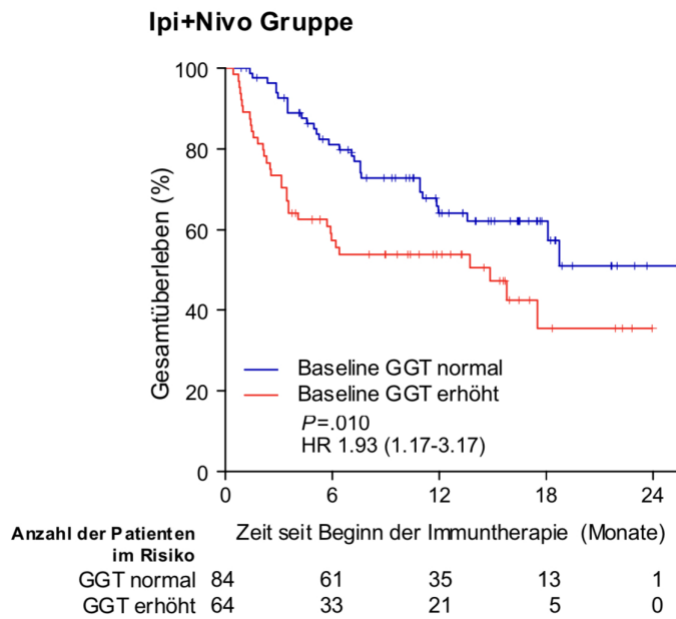 Ipi+Nivo Gruppe
Gesamtüberleben (%)
100
80
60
40
20
0
Baseline GGT normal
Baseline GGT erhöht
P=.010
HR 1.93 (1.17-3.17)
0 6 12 18 24
Zeit seit Beginn der Immuntherapie (Monate)
Anzahl der Patienten
im Risiko
GGT normal 84 61 35 13 1
GGT erhöht 64 33 21 5 0